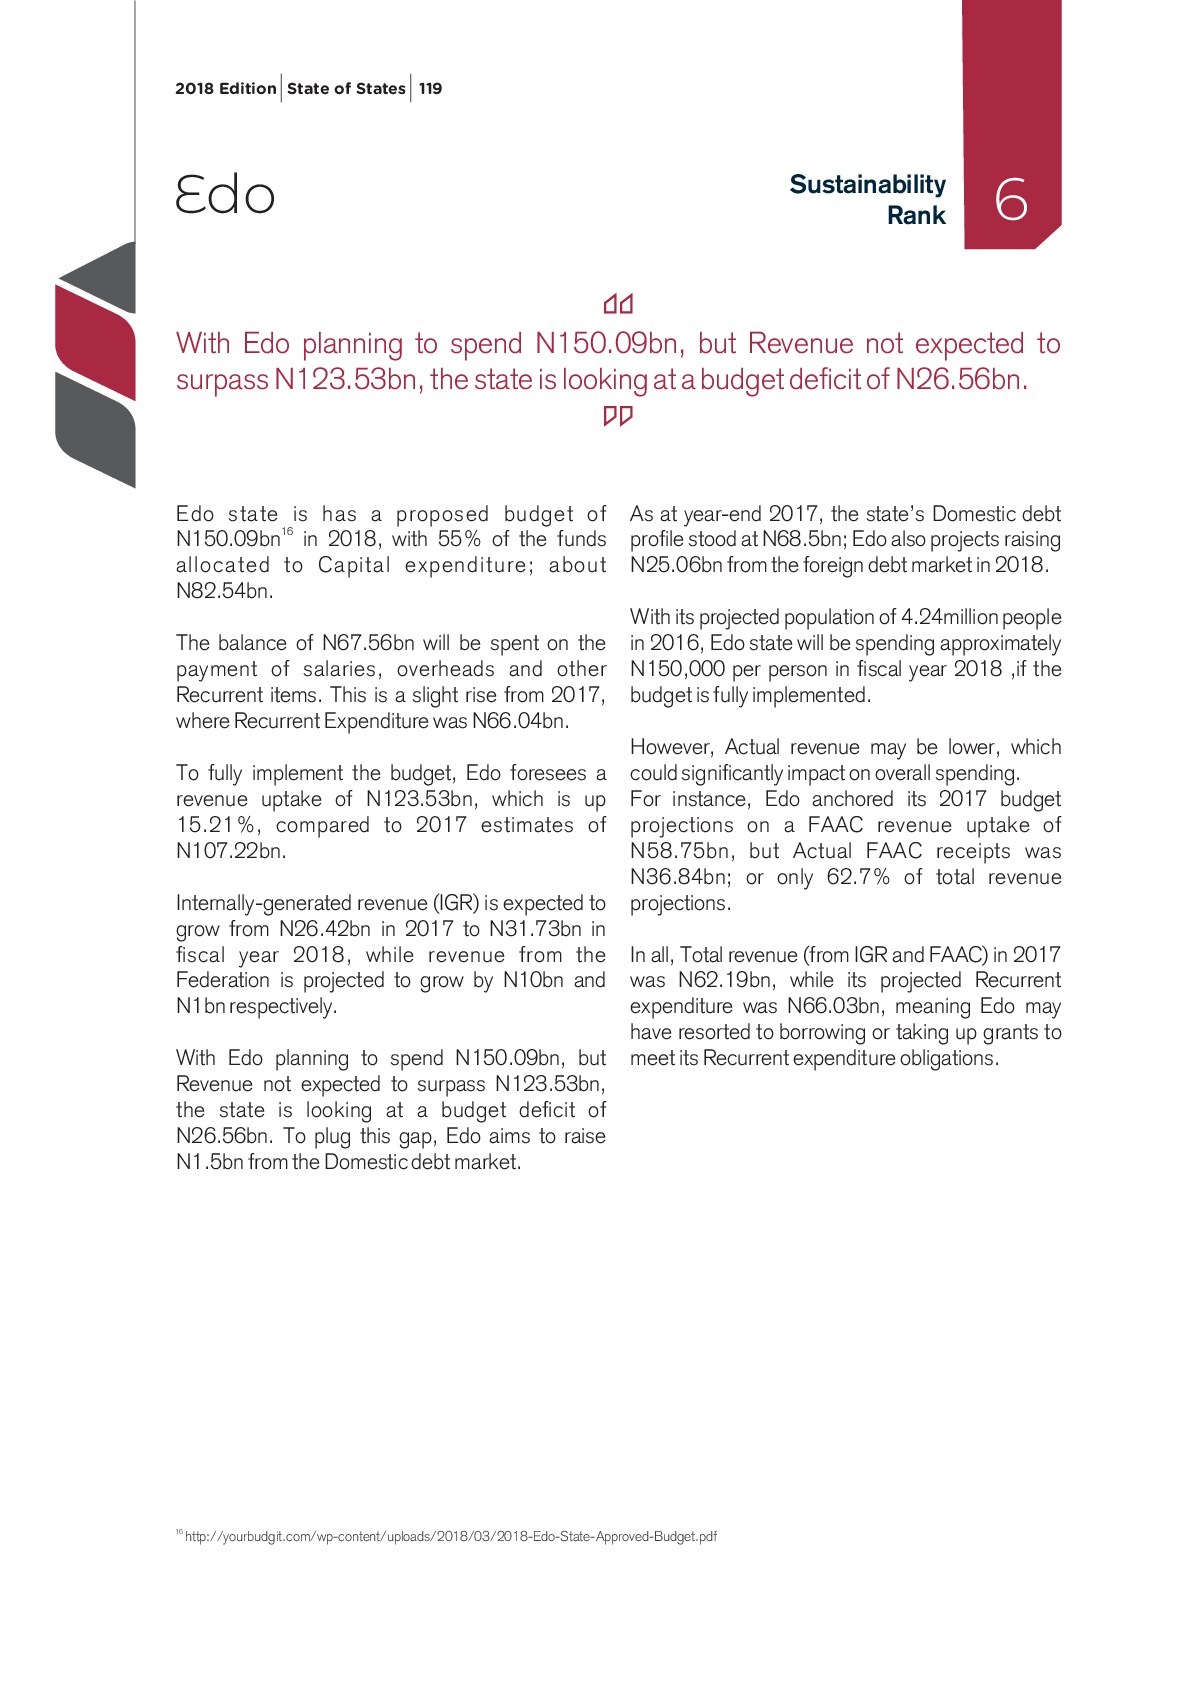 2018 Edition State of States 119
Edo
Sustainability
Rank
6
With Edo planning to spend N150.09bn, but Revenue not expected to
surpass N123.53bn, the state is looking at a budget deficit of N26.56bn.
Edo state is has a proposed budget of
N150.09bn16 in 2018, with 55% of the funds
allocated to Capital expenditure; about
N82.54bn.
The balance of N67.56bn will be spent on the
payment of salaries, overheads and other
Recurrent items. This is a slight rise from 2017,
where Recurrent Expenditure was N66.04bn.
To fully implement the budget, Edo foresees a
revenue uptake of N123.53bn, which is up
15.21%, compared to 2017 estimates of
N107.22bn.
Internally-generated revenue (IGR) is expected to
grow from N26.42bn in 2017 to N31.73bn in
fiscal year 2018, while revenue from the
Federation is projected to grow by N10bn and
N1bn respectively.
With Edo planning to spend N150.09bn, but
Revenue not expected to surpass N123.53bn,
the state is looking at a budget deficit of
N26.56bn. To plug this gap, Edo aims to raise
N1.5bn from the Domestic debt market.
As at year-end 2017, the state's Domestic debt
profile stood at N68.5bn; Edo also projects raising
N25.06bn from the foreign debt market in 2018.
With its projected population of 4.24million people
in 2016, Edo state will be spending approximately
N150,000 per person in fiscal year 2018 ,if the
budget is fully implemented.
However, Actual revenue may be lower, which
could significantly impact on overall spending.
For instance, Edo anchored its 2017 budget
projections on a FAAC revenue uptake of
N58.75bn, but Actual FAAC receipts was
N36.84bn; or only 62.7% of total revenue
projections.
In all, Total revenue (from IGR and FAAC) in 2017
was N62.19bn, while its projected Recurrent
expenditure was N66.03bn, meaning Edo may
have resorted to borrowing or taking up grants to
meet its Recurrent expenditure obligations.
16 http://yourbudgit.com/wp-content/uploads/2018/03/2018-Edo-State-Approved-Budget.pdf